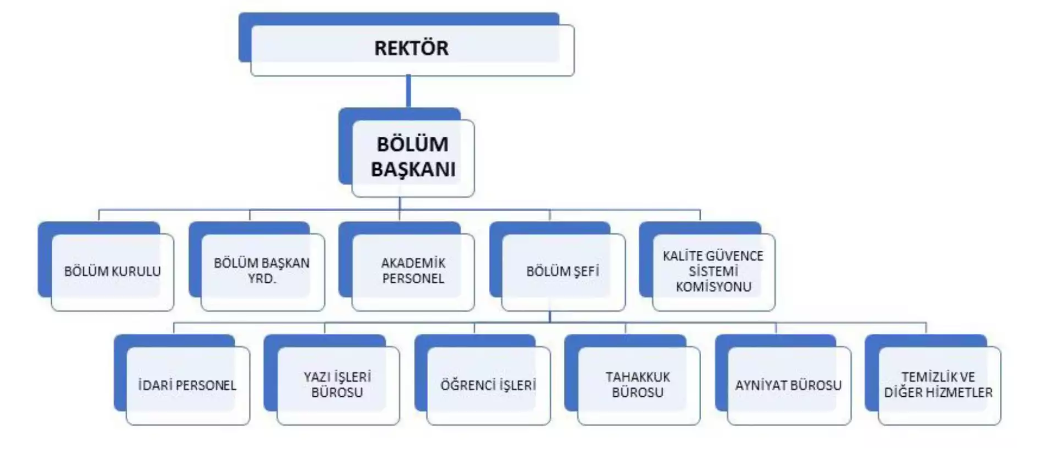 REKTÖR
BÖLÜM
BAŞKANI
BÖLÜM KURULU
BÖLÜM BAŞKAN
YRD.
AKADEMİK
PERSONEL
BÖLÜM ŞEFİ
KALİTE GÜVENCE
SİSTEMİ
KOMİSYONU
İDARİ PERSONEL
YAZI İŞLERİ
BÜROSU
ÖĞRENCİ İŞLERİ
TAHAKKUK
BÜROSU
AYNİYAT BÜROSU
TEMİZLİK VE
DİĞER HİZMETLER